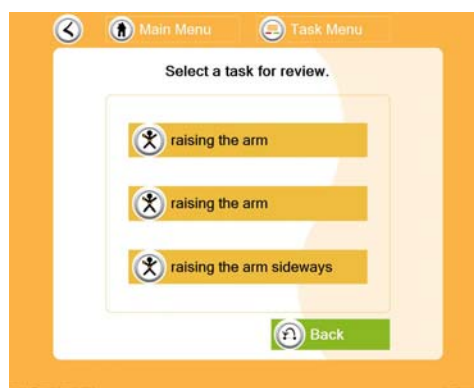 Main Menu
Task Menu
Select a task for review.
raising the arm
raising the arm
raising the arm sideways
Back